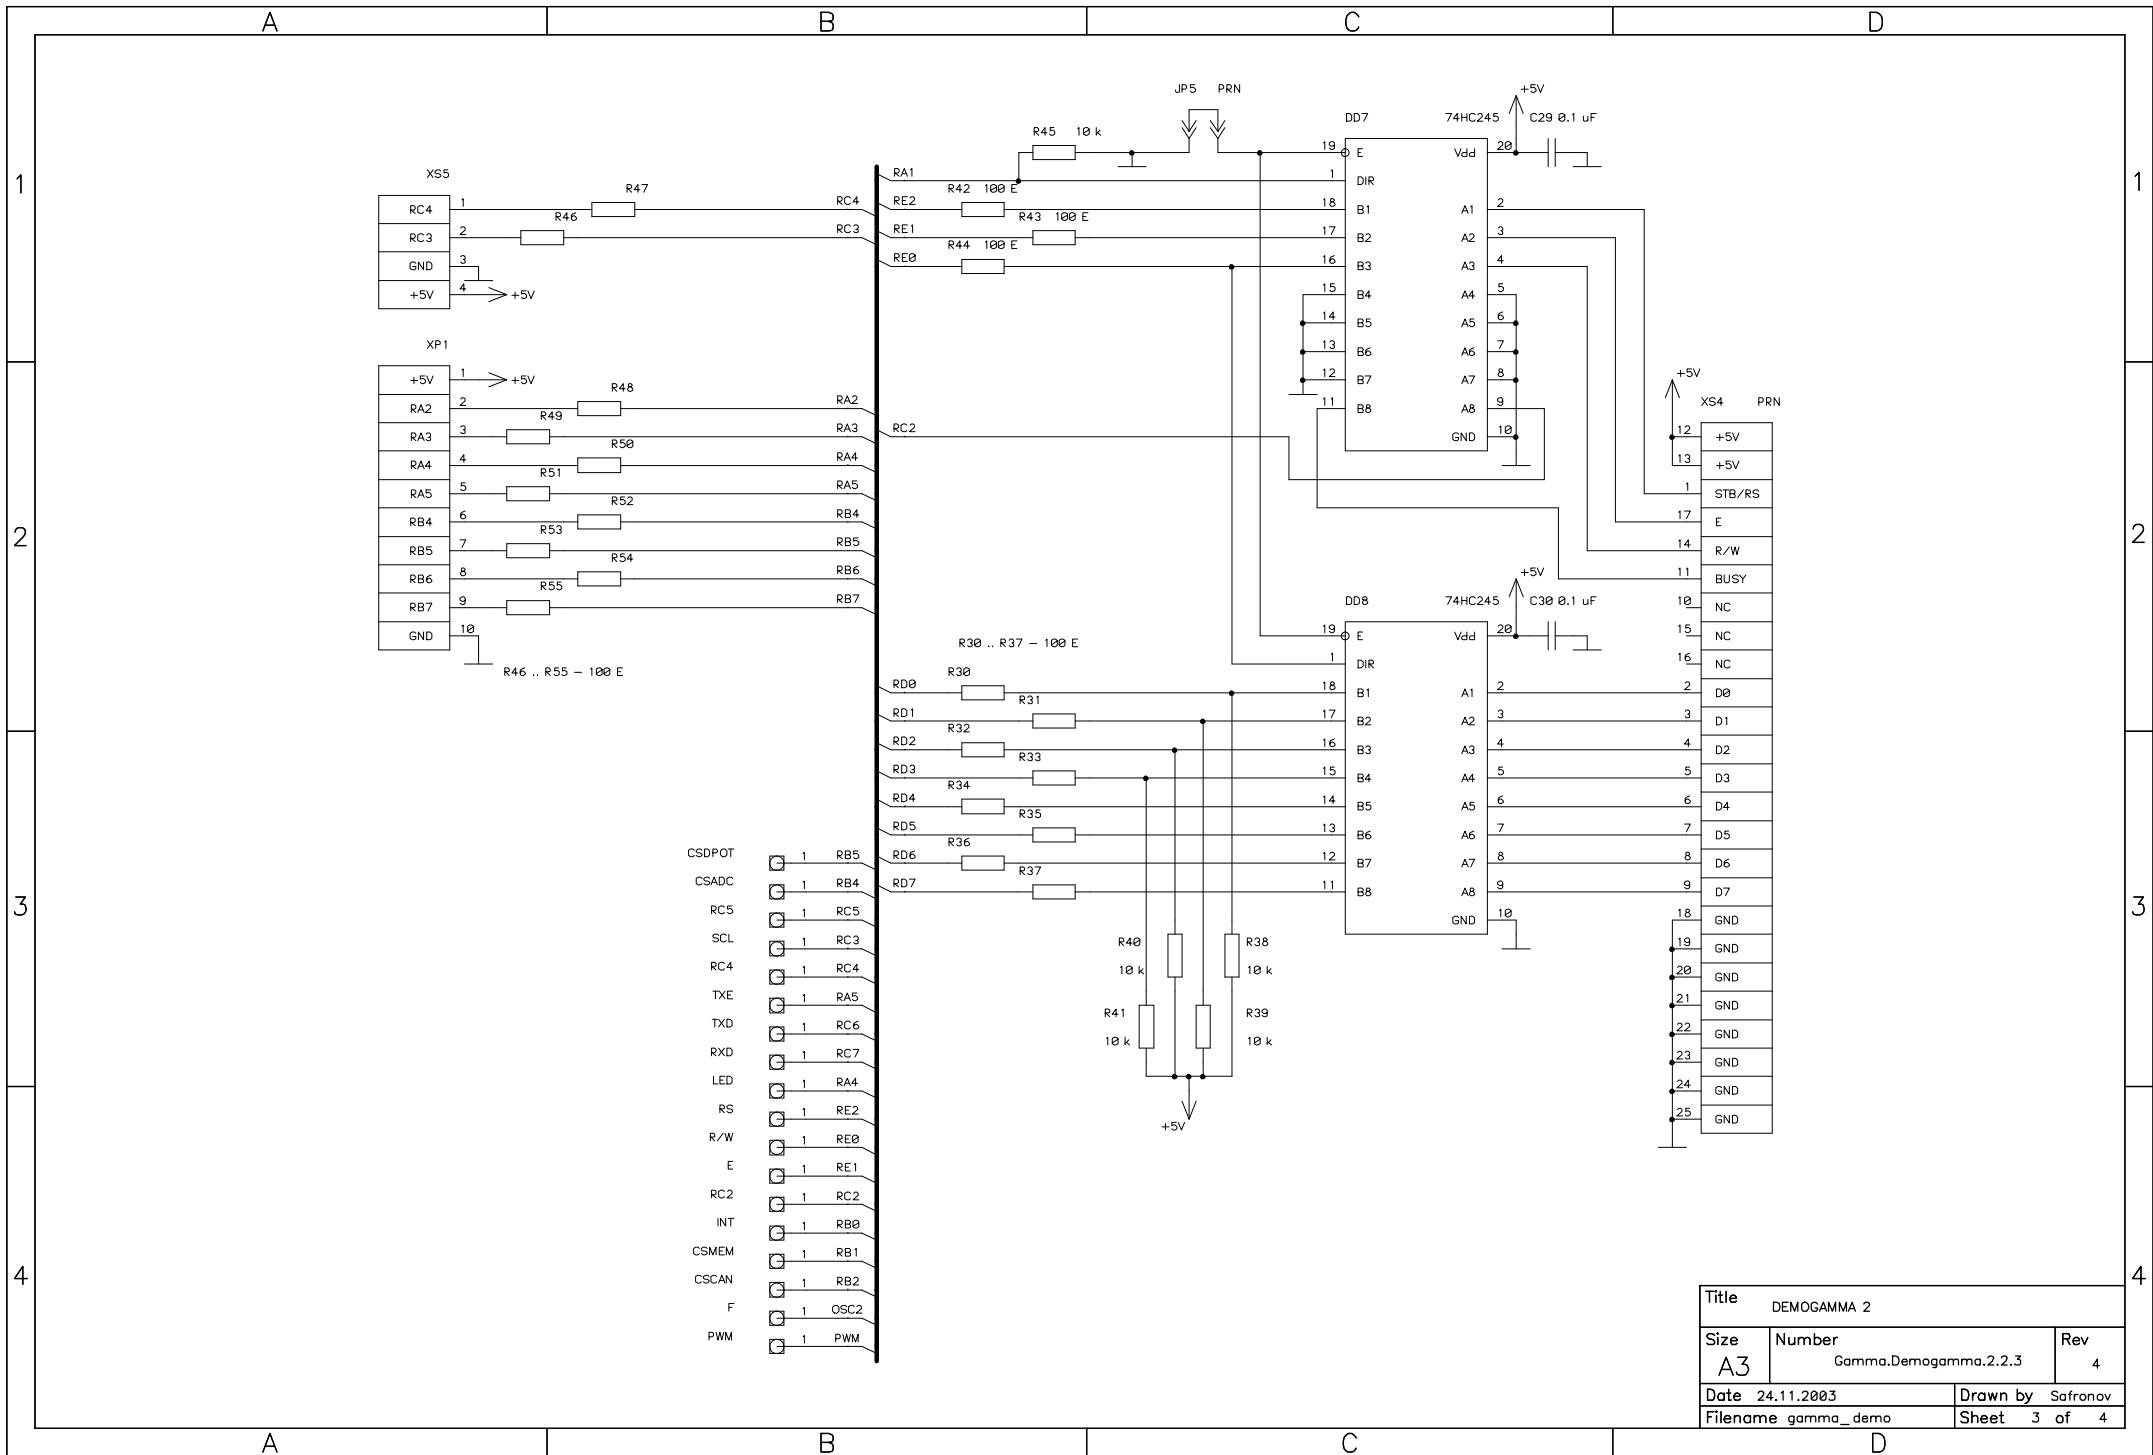 A B C D
1
2
3
4
1
2
3
4
A B C D
XS5
RC4 1 R47 RC4
RC3 2 R46 RC3
GND 3
+5V 4 +5V
XP1
+5V 1 +5V
RA2 2 R48 RA2
RA3 3 R49 RA3
RA4 4 R50 RA4
RA5 5 R51 RA5
RB4 6 R52 RB4
RB5 7 R53 RB5
RB6 8 R54 RB6
RB7 9 R55 RB7
GND 10
R46 .. R55 - 100 E
CSDPOT 1 RB5
CSADC 1 RB4
RC5 1 RC5
SCL 1 RC3
RC4 1 RC4
TXE 1 RA5
TXD 1 RC6
RXD 1 RC7
LED 1 RA4
RS 1 RE2
R/W 1 RE0
E 1 RE1
RC2 1 RC2
INT 1 RB0
CSMEM 1 RB1
CSCAN 1 RB2
F 1 OSC2
PWM 1 PWM
JP5 PRN
R45 10 k
RA1
RE2 R42 100 E
RE1 R43 100 E
RE0 R44 100 E
RC2
DD7 74HC245
+5V
C29 0.1 uF
19 E Vdd 20
1 DIR
18 B1 A1 2
17 B2 A2 3
16 B3 A3 4
15 B4 A4 5
14 B5 A5 6
13 B6 A6 7
12 B7 A7 8
11 B8 A8 9
GND 10
R30 .. R37 - 100 E
RD0 R30
RD1 R31
RD2 R32
RD3 R33
RD4 R34
RD5 R35
RD6 R36
RD7 R37
DD8 74HC245
+5V
C30 0.1 uF
19 E Vdd 20
1 DIR
18 B1 A1 2
17 B2 A2 3
16 B3 A3 4
15 B4 A4 5
14 B5 A5 6
13 B6 A6 7
12 B7 A7 8
11 B8 A8 9
GND 10
R40 10 k
R38 10 k
R41 10 k
R39 10 k
+5V
+5V
XS4 PRN
12 +5V
13 +5V
1 STB/RS
17 E
14 R/W
11 BUSY
10 NC
15 NC
16 NC
2 D0
3 D1
4 D2
5 D3
6 D4
7 D5
8 D6
9 D7
18 GND
19 GND
20 GND
21 GND
22 GND
23 GND
24 GND
25 GND
Title DEMOGAMMA 2
Size A3
Number Gamma.Demogamma.2.2.3
Rev 4
Date 24.11.2003
Drawn by Safronov
Filename gamma_demo
Sheet 3 of 4